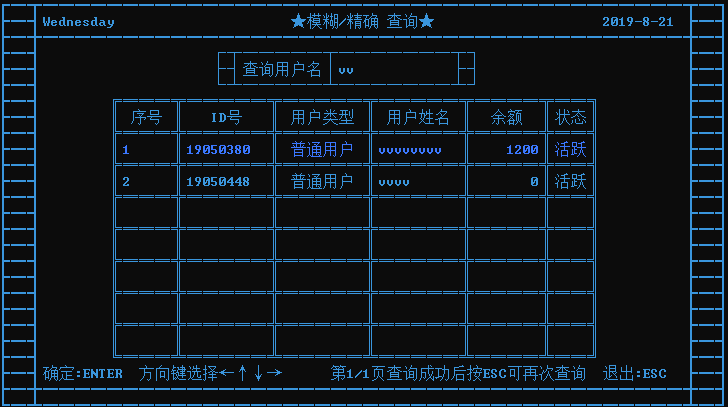 Wednesday ★模糊/精确 查询★ 2019-8-21
查询用户名 vv
序号 ID号 用户类型 用户姓名 余额 状态
1 19050380 普通用户 vvvvvvvv 1200 活跃
2 19050448 普通用户 vvvv 0 活跃
确定:ENTER 方向键选择←↑↓→ 第1/1页查询成功后按ESC可再次查询 退出:ESC